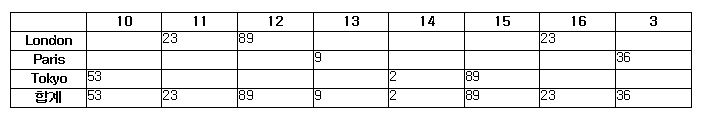 10 11 12 13 14 15 16 3
London 23 89 23
Paris 9 36
Tokyo 53 2 89
합계 53 23 89 9 2 89 23 36